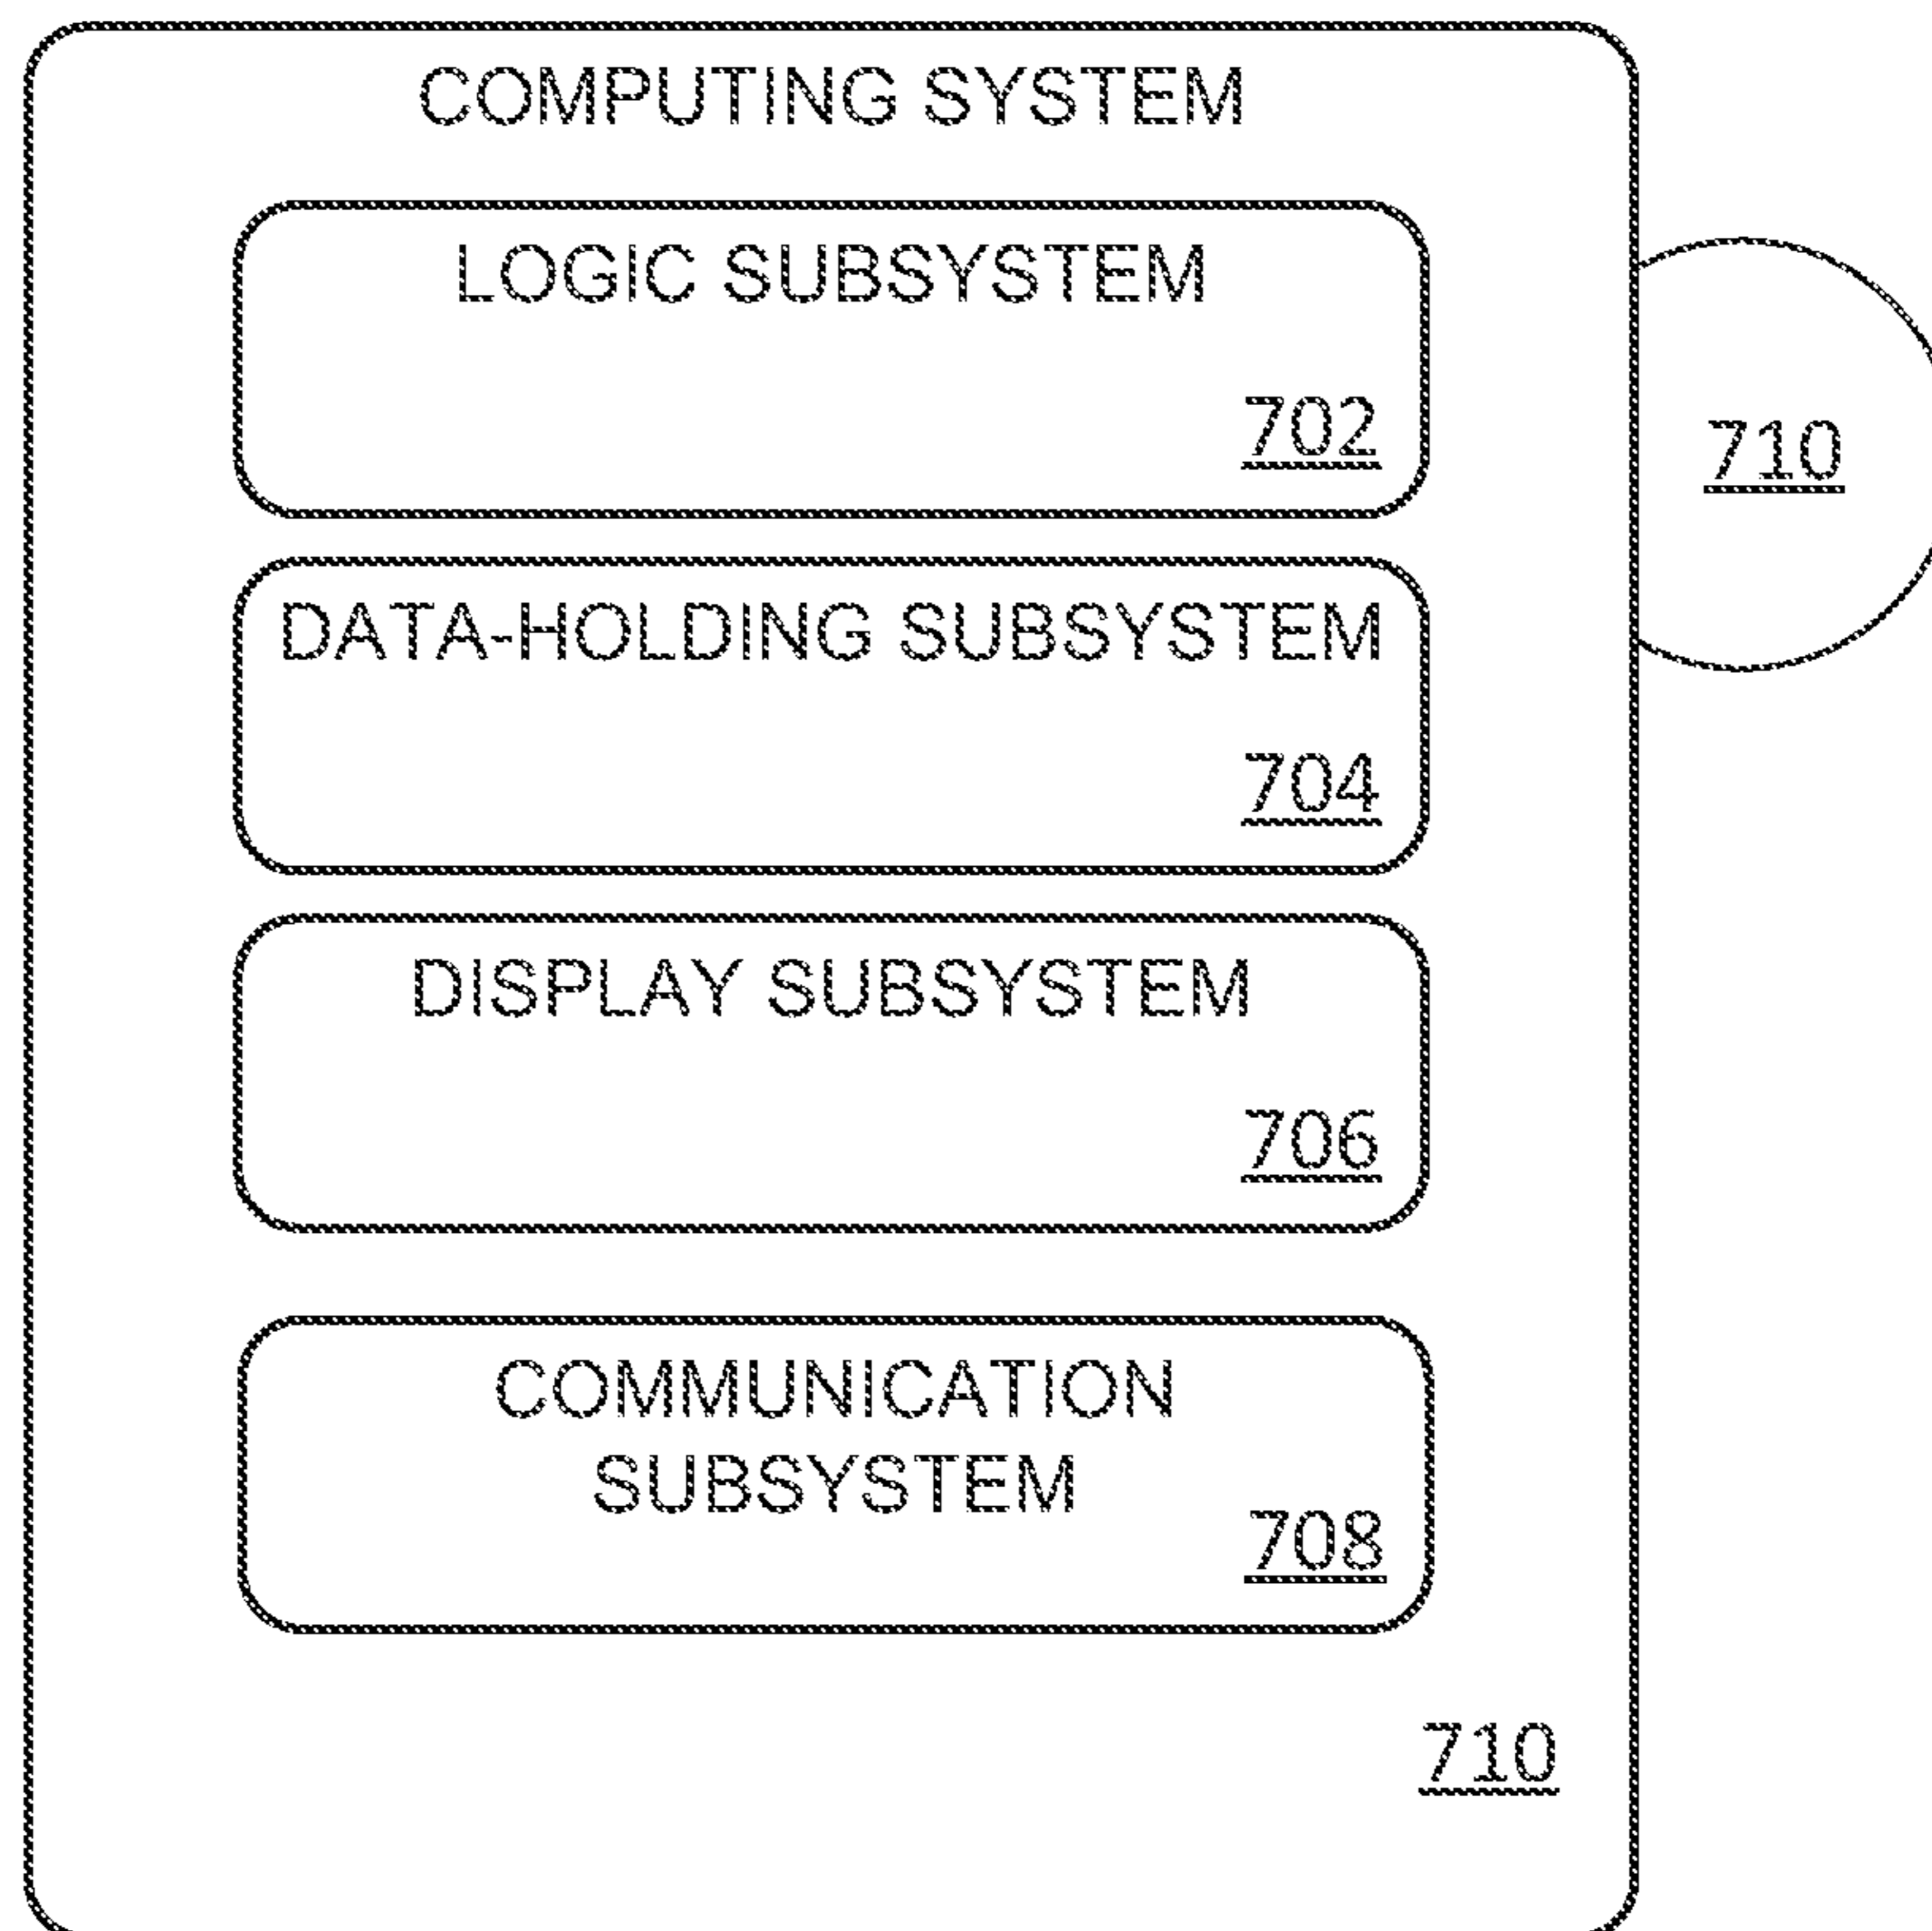 COMPUTING SYSTEM
LOGIC SUBSYSTEM
702
710
DATA-HOLDING SUBSYSTEM
704
DISPLAY SUBSYSTEM
706
COMMUNICATION
SUBSYSTEM
708
710